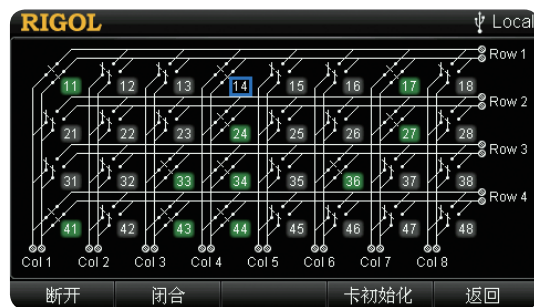 RIGOL Local
Row 1
11 12 13 14 15 16 17 18
Row 2
21 22 23 24 25 26 27 28
Row 3
31 32 33 34 35 36 37 38
Row 4
41 42 43 44 45 46 47 48
Col 1 Col 2 Col 3 Col 4 Col 5 Col 6 Col 7 Col 8
断开 闭合 卡初始化 返回